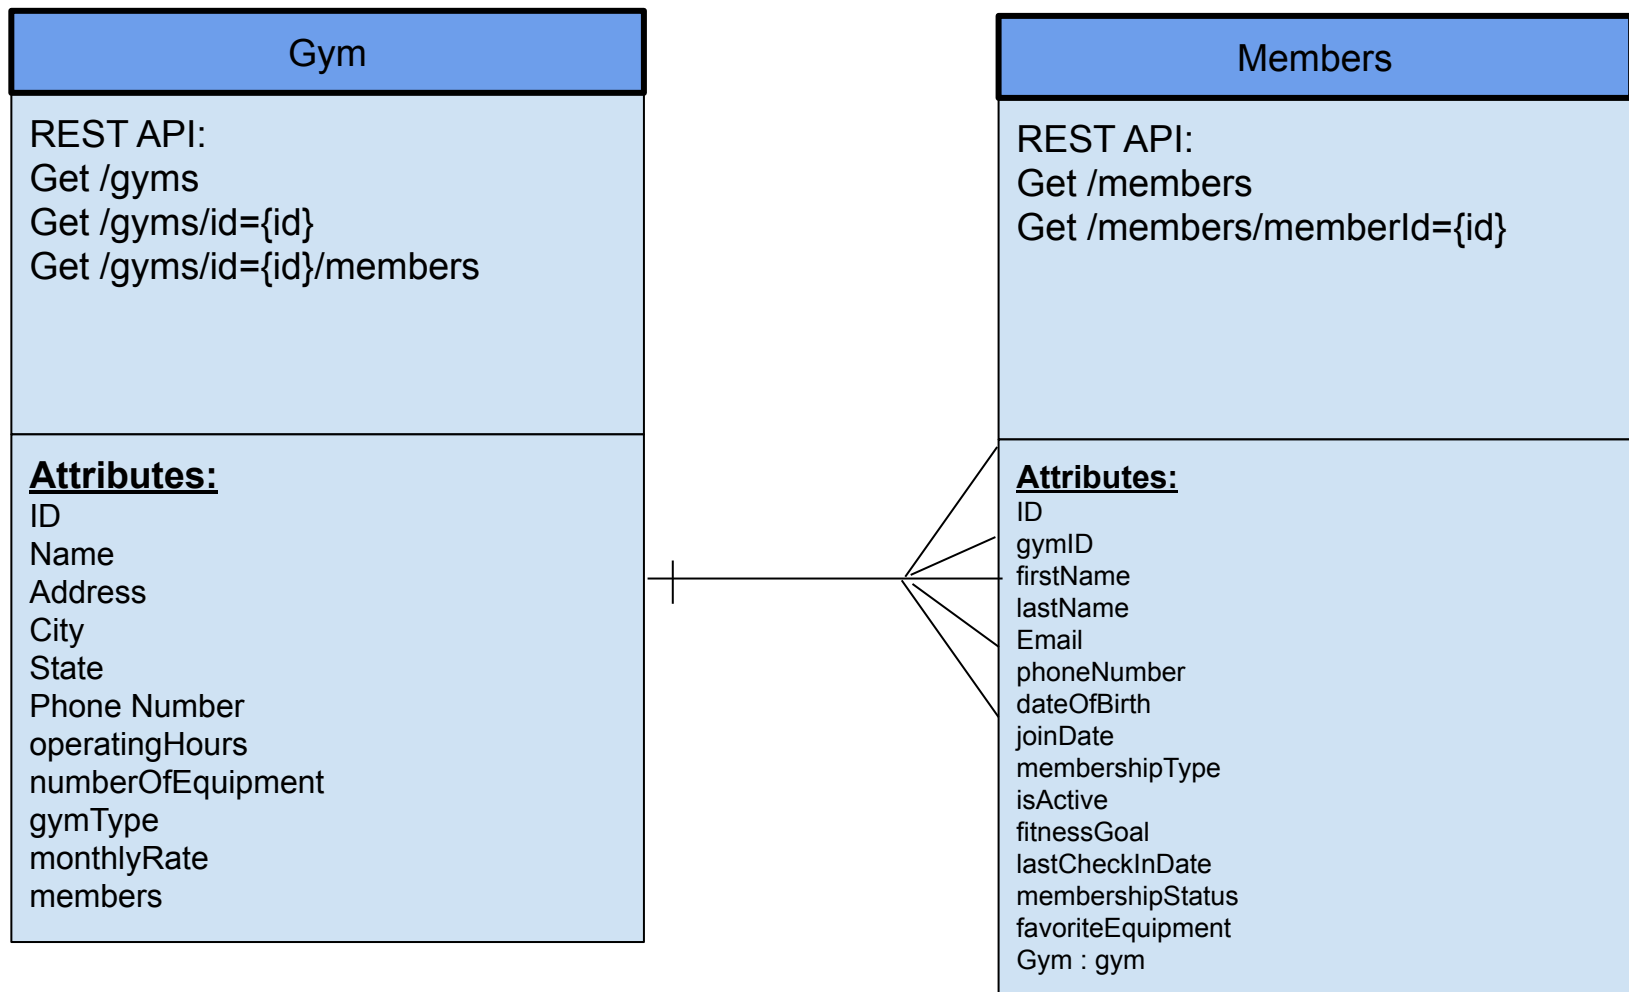 Gym
REST API:
Get /gyms
Get /gyms/id={id}
Get /gyms/id={id}/members
Attributes:
ID
Name
Address
City
State
Phone Number
operatingHours
numberOfEquipment
gymType
monthlyRate
members
Members
REST API:
Get /members
Get /members/memberId={id}
Attributes:
ID
gymID
firstName
lastName
Email
phoneNumber
dateOfBirth
joinDate
membershipType
isActive
fitnessGoal
lastCheckInDate
membershipStatus
favoriteEquipment
Gym : gym